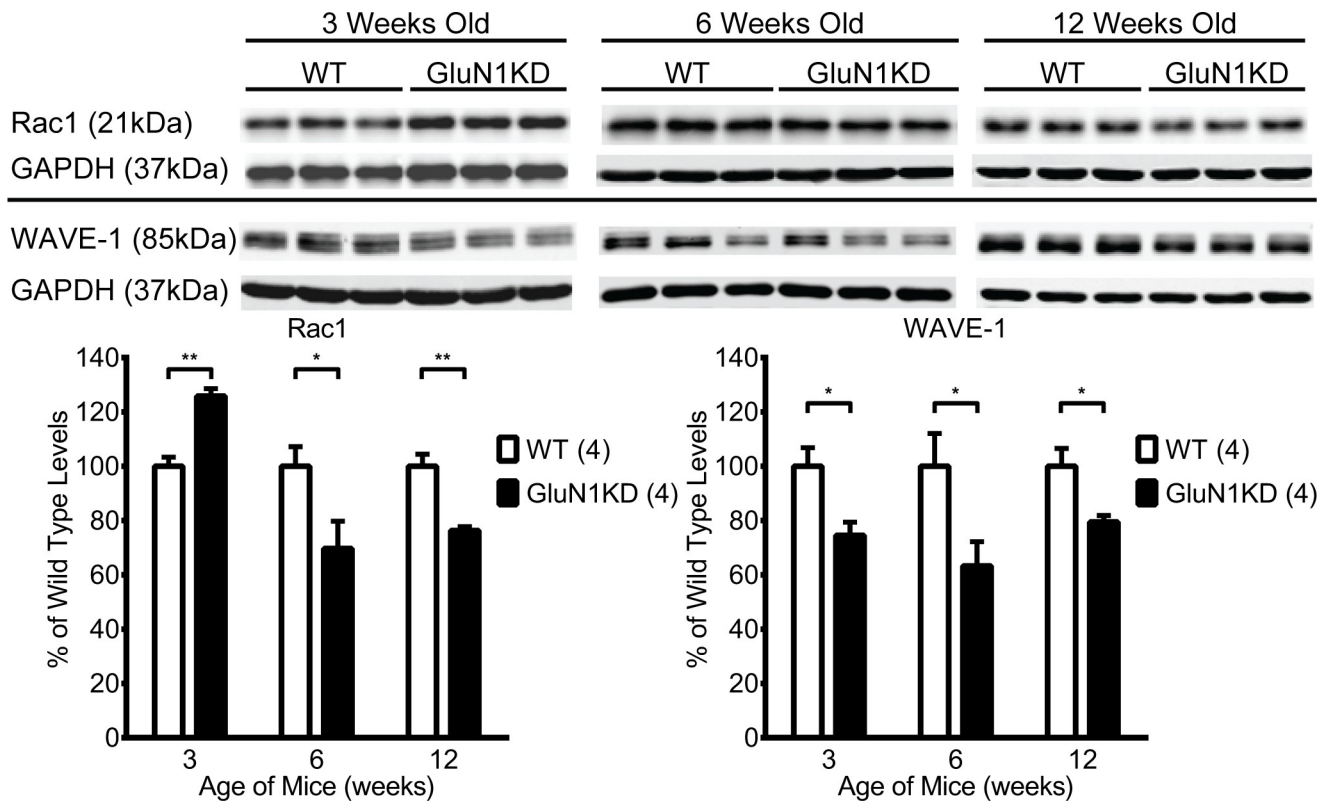 3 Weeks Old 6 Weeks Old 12 Weeks Old
WT GluN1KD WT GluN1KD WT GluN1KD
Rac1 (21kDa)
GAPDH (37kDa)
WAVE-1 (85kDa)
GAPDH (37kDa)
Rac1
140
120
100
80
60
40
20
0
% of Wild Type Levels
** * **
WT (4)
GluN1KD (4)
3 6 12
Age of Mice (weeks)
WAVE-1
140
120
100
80
60
40
20
0
% of Wild Type Levels
* * *
WT (4)
GluN1KD (4)
3 6 12
Age of Mice (weeks)